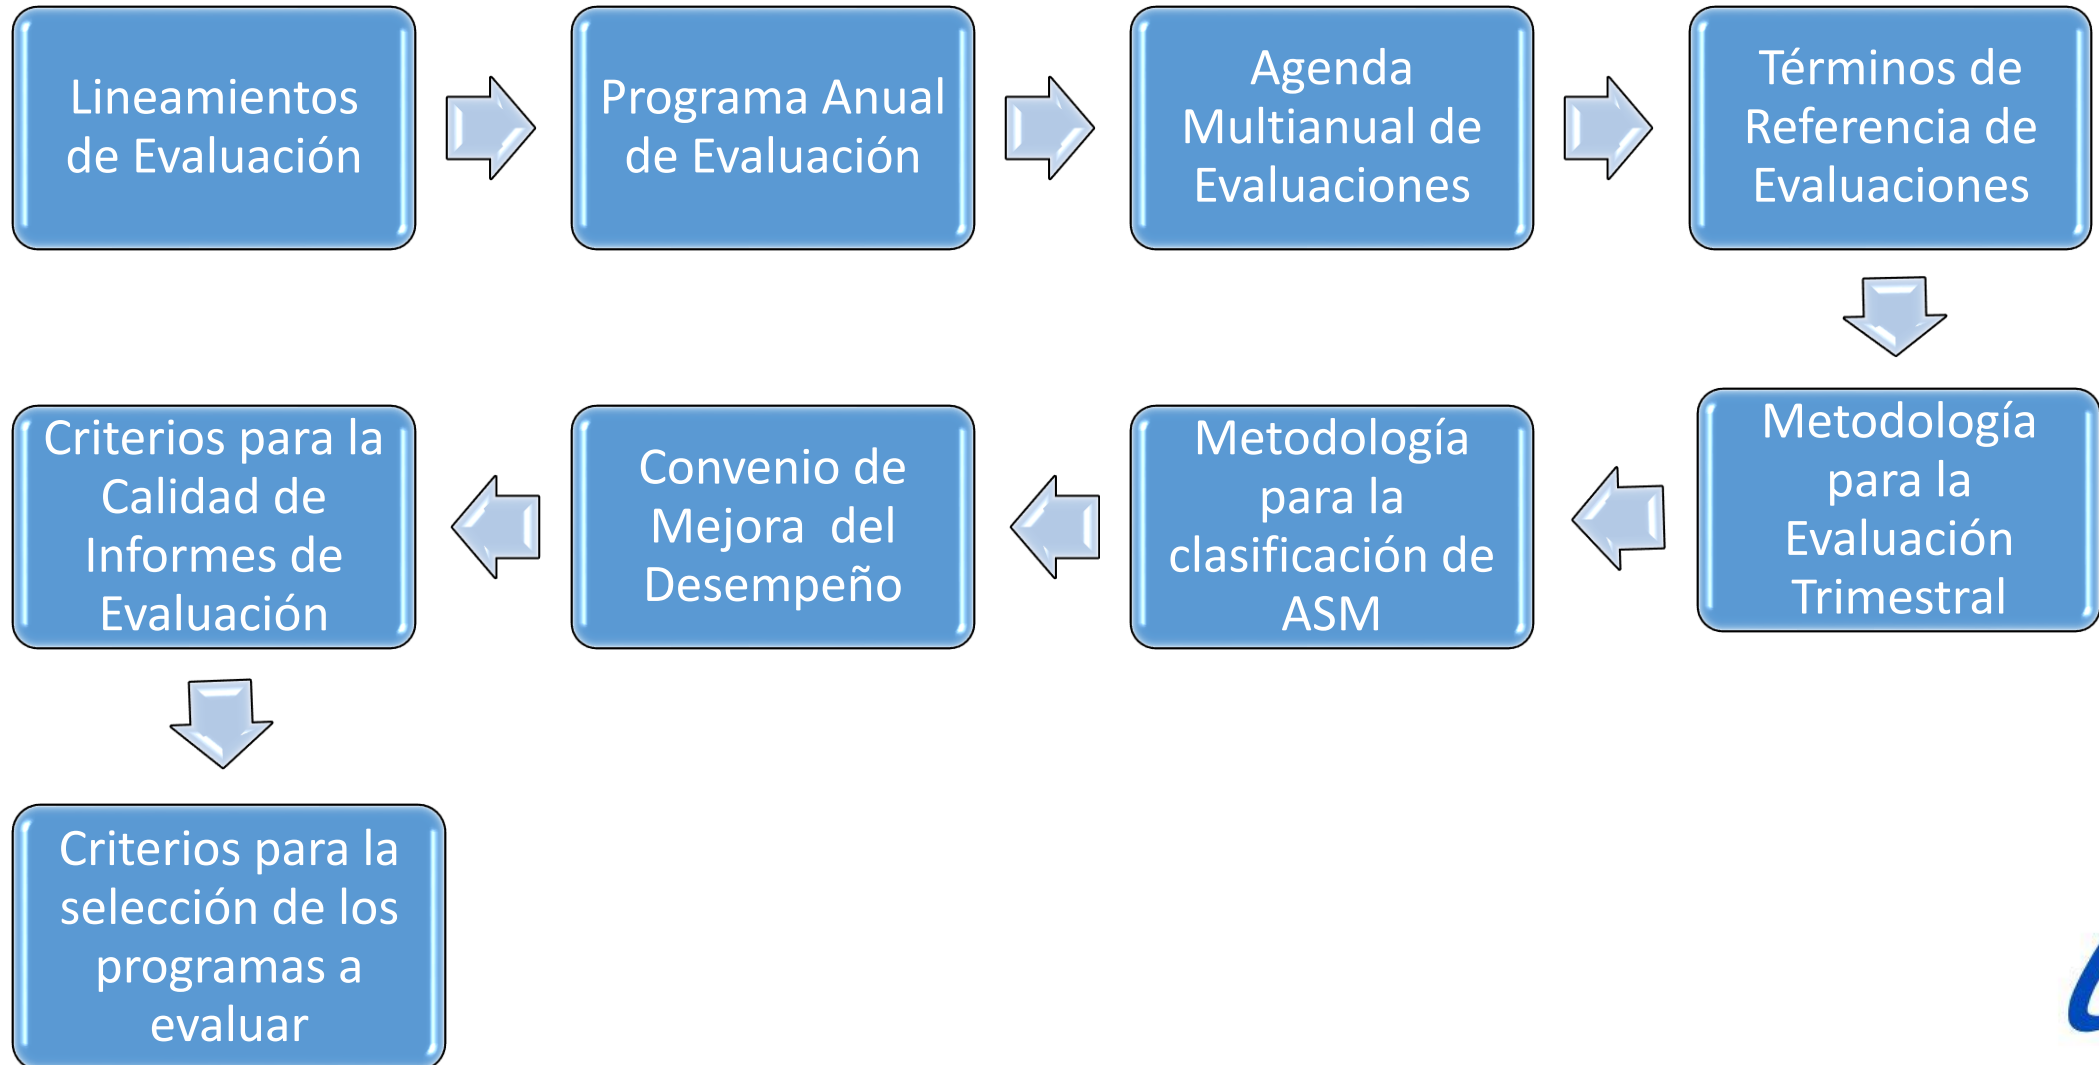 Lineamientos
de Evaluación
Programa Anual
de Evaluación
Agenda
Multianual de
Evaluaciones
Términos de
Referencia de
Evaluaciones
Metodología
para la
Evaluación
Trimestral
Metodología
para la
clasificación de
ASM
Convenio de
Mejora del
Desempeño
Criterios para la
Calidad de
Informes de
Evaluación
Criterios para la
selección de los
programas a
evaluar